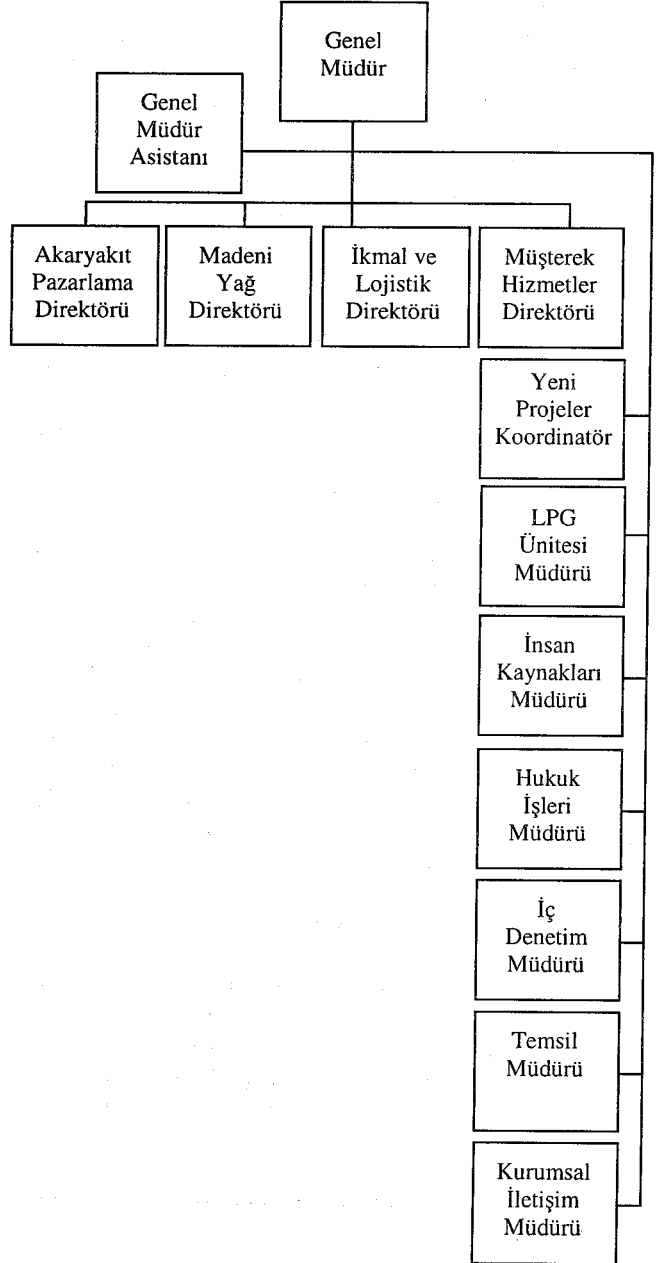 Genel
Müdür
Genel
Müdür
Asistanı
Akaryakıt
Pazarlama
Direktörü
Madeni
Yağ
Direktörü
İkmal ve
Lojistik
Direktörü
Müşterek
Hizmetler
Direktörü
Yeni
Projeler
Koordinatör
LPG
Ünitesi
Müdürü
İnsan
Kaynakları
Müdürü
Hukuk
İşleri
Müdürü
İç
Denetim
Müdürü
Temsil
Müdürü
Kurumsal
İletişim
Müdürü